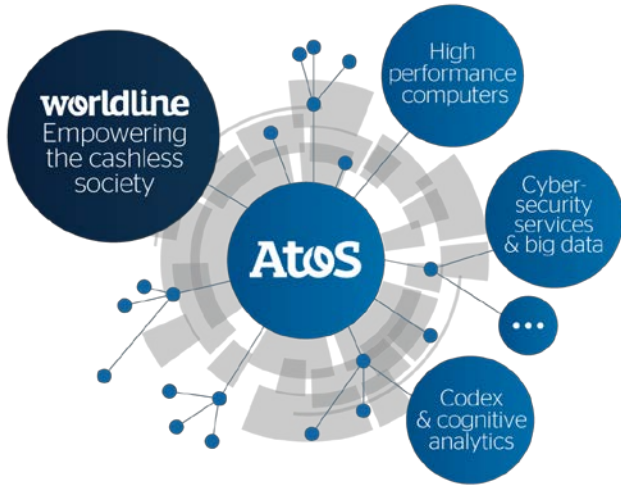 worldline
Empowering
the cashless
society
High
performance
computers
Atos
Cyber-
security
services
& big data
...
Codex
& cognitive
analytics